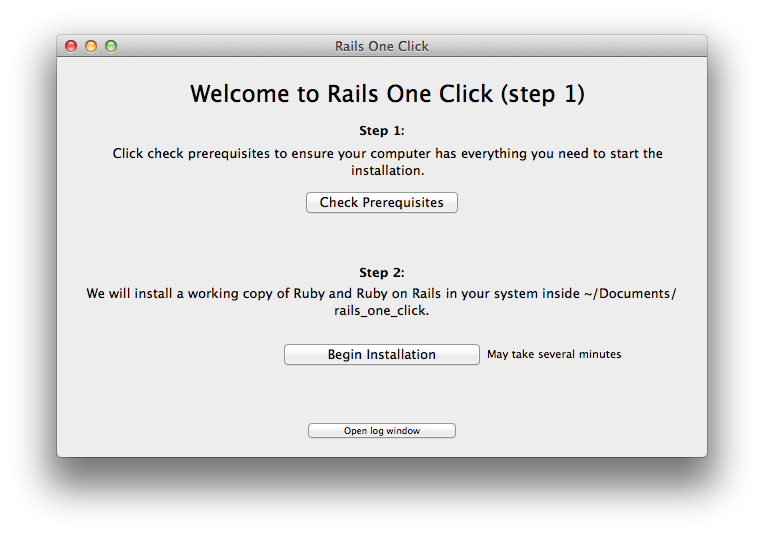 Rails One Click
Welcome to Rails One Click (step 1)
Step 1:
Click check prerequisites to ensure your computer has everything you need to start the
installation.
Check Prerequisites
Step 2:
We will install a working copy of Ruby and Ruby on Rails in your system inside ~/Documents/
rails_one_click.
Begin Installation May take several minutes
Open log window